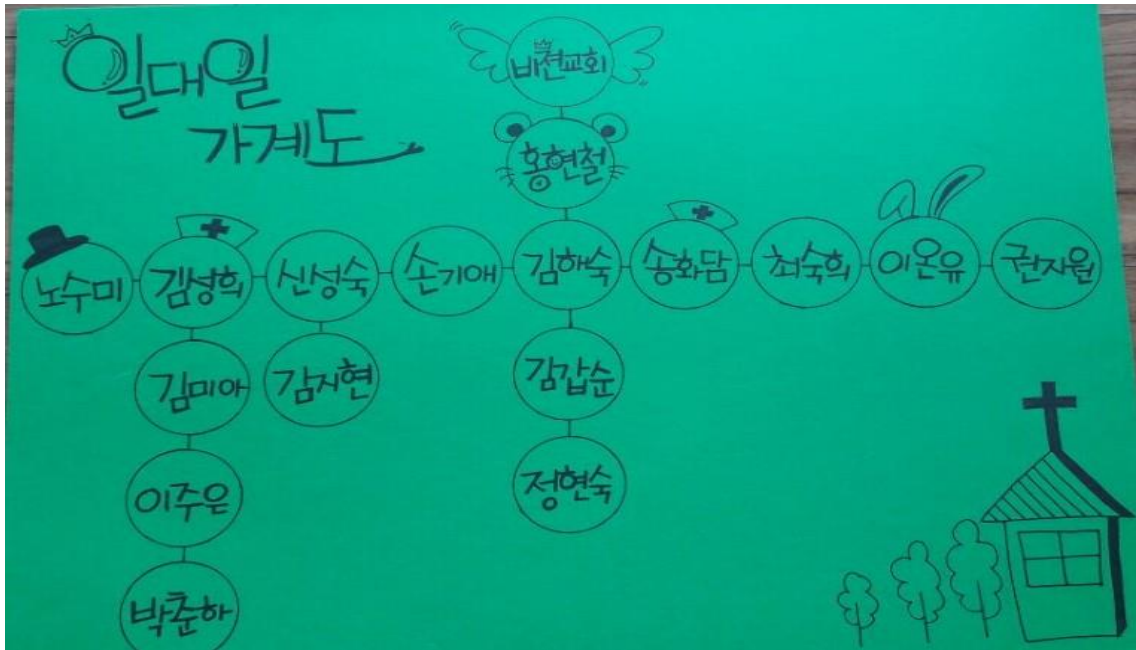 일대일
가계도
비젼교회
홍현철
노수미 김성희 신성숙 손기애 김해숙 송화담 최숙희 이온유 권지원
김미아 김지현 김갑순
이주은 정현숙
박춘하